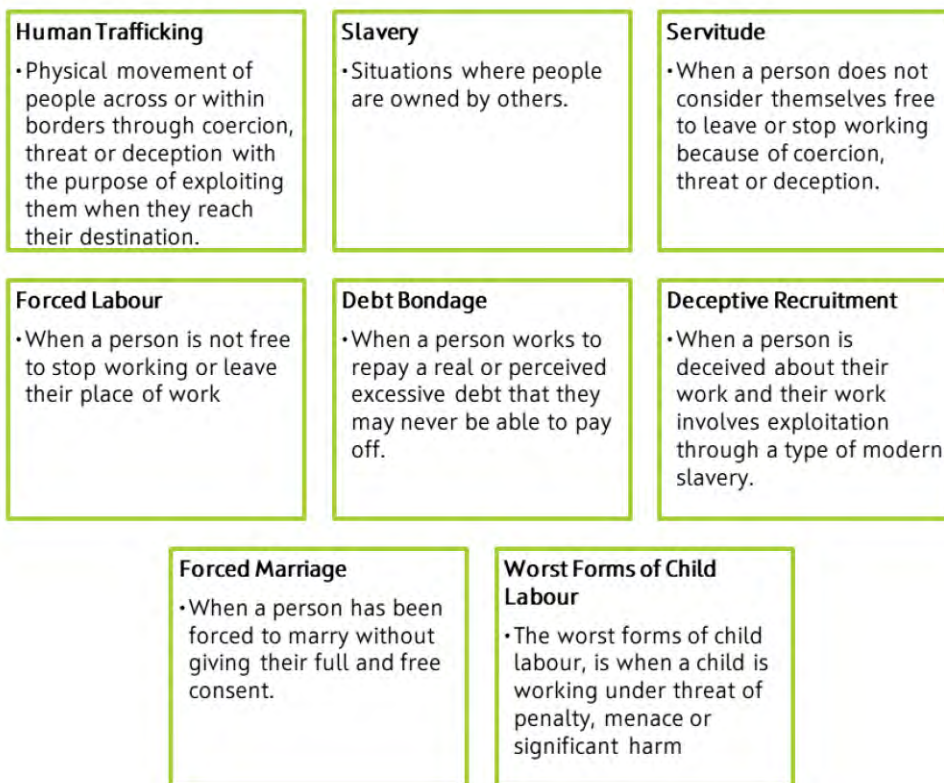 Human Trafficking
·Physical movement of
people across or within
borders through coercion,
threat or deception with
the purpose of exploiting
them when they reach
their destination.
Slavery
·Situations where people
are owned by others.
Servitude
·When a person does not
consider themselves free
to leave or stop working
because of coercion,
threat or deception.
Forced Labour
·When a person is not free
to stop working or leave
their place of work
Debt Bondage
·When a person works to
repay a real or perceived
excessive debt that they
may never be able to pay
off.
Deceptive Recruitment
·When a person is
deceived about their
work and their work
involves exploitation
through a type of modern
slavery.
Forced Marriage
·When a person has been
forced to marry without
giving their full and free
consent.
Worst Forms of Child
Labour
·The worst forms of child
labour, is when a child is
working under threat of
penalty, menace or
significant harm